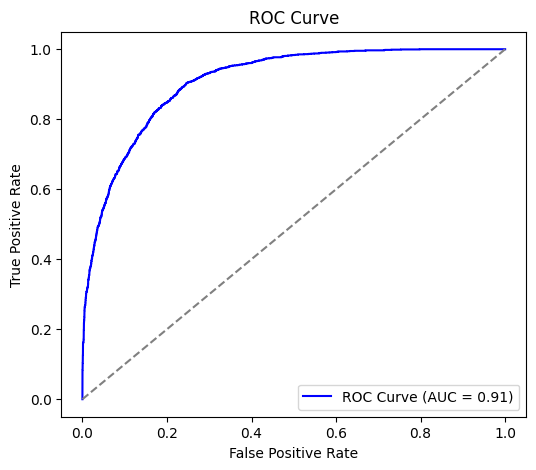 ROC Curve
True Positive Rate
1.0
0.8
0.6
0.4
0.2
0.0
ROC Curve (AUC = 0.91)
0.0 0.2 0.4 0.6 0.8 1.0
False Positive Rate